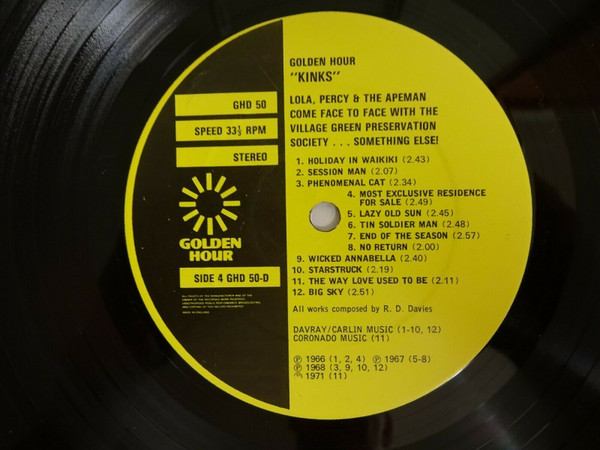 GHD 50
SPEED 33⅓ RPM
STEREO
GOLDEN
HOUR
SIDE 4 GHD 50-D
MADE IN ENGLAND
GOLDEN HOUR
"KINKS"
LOLA, PERCY & THE APEMAN
COME FACE TO FACE WITH THE
VILLAGE GREEN PRESERVATION
SOCIETY . . . SOMETHING ELSE!
1. HOLIDAY IN WAIKIKI (2.43)
2. SESSION MAN (2.07)
3. PHENOMENAL CAT (2.34)
4. MOST EXCLUSIVE RESIDENCE
FOR SALE (2.49)
5. LAZY OLD SUN (2.45)
6. TIN SOLDIER MAN (2.48)
7. END OF THE SEASON (2.57)
8. NO RETURN (2.00)
9. WICKED ANNABELLA (2.40)
10. STARSTRUCK (2.19)
11. THE WAY LOVE USED TO BE (2.11)
12. BIG SKY (2.51)
All works composed by R. D. Davies
DAVRAY/CARLIN MUSIC (1-10, 12)
CORONADO MUSIC (11)
℗ 1966 (1, 2, 4) ℗ 1967 (5-8)
℗ 1968 (3, 9, 10, 12)
℗ 1971 (11)